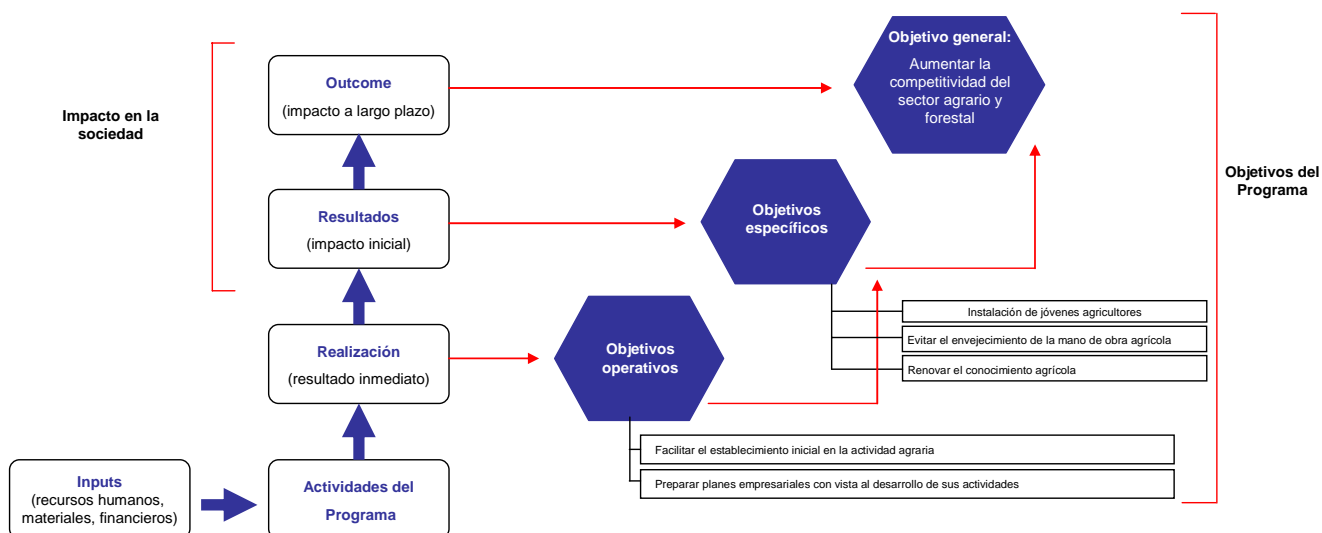 Objetivo general:
Aumentar la
competitividad del
sector agrario y
forestal
Outcome
(impacto a largo plazo)
Impacto en la
sociedad
Objetivos del
Programa
Resultados
(impacto inicial)
Objetivos
específicos
Instalación de jóvenes agricultores
Evitar el envejecimiento de la mano de obra agrícola
Renovar el conocimiento agrícola
Realización
(resultado inmediato)
Objetivos
operativos
Facilitar el establecimiento inicial en la actividad agraria
Preparar planes empresariales con vista al desarrollo de sus actividades
Inputs
(recursos humanos,
materiales, financieros)
Actividades del
Programa